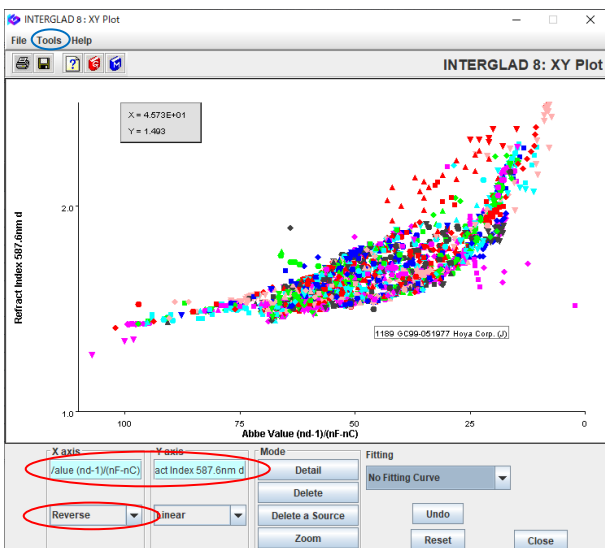 INTERGLAD 8 : XY Plot
File Tools Help
INTERGLAD 8: XY Plot
X = 4.573E+01
Y = 1.493
2.0
1.0
Refract Index 587.6nm d
1189 GC99-051977 Hoya Corp. (J)
100 75 50 25 0
Abbe Value (nd-1)/(nF-nC)
X axis Y axis Mode Fitting
/alue (nd-1)/(nF-nC) act Index 587.6nm d Detail No Fitting Curve
Delete
Reverse Linear Delete a Source Undo
Zoom Reset Close